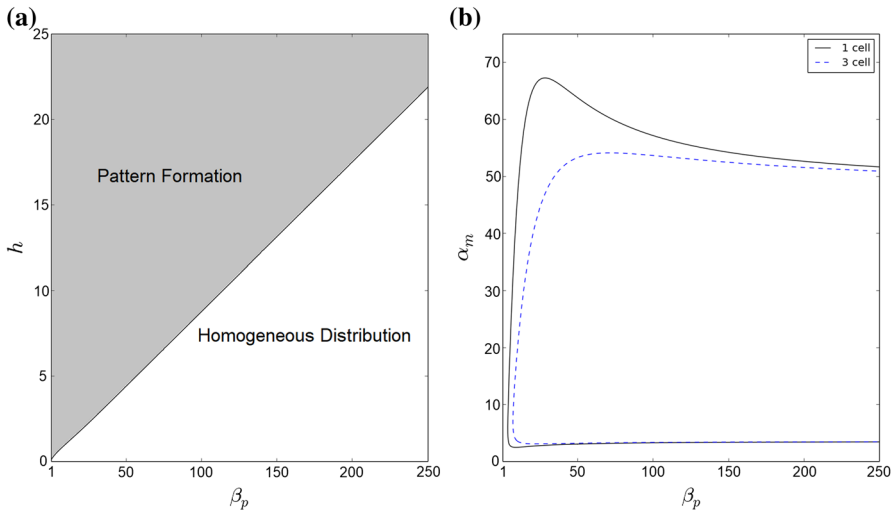 (a)
25
20
15
10
5
0
h
Pattern Formation
Homogeneous Distribution
1 50 100 150 200 250
βp
(b)
70
60
50
40
30
20
10
0
αm
1 cell
3 cell
1 50 100 150 200 250
βp